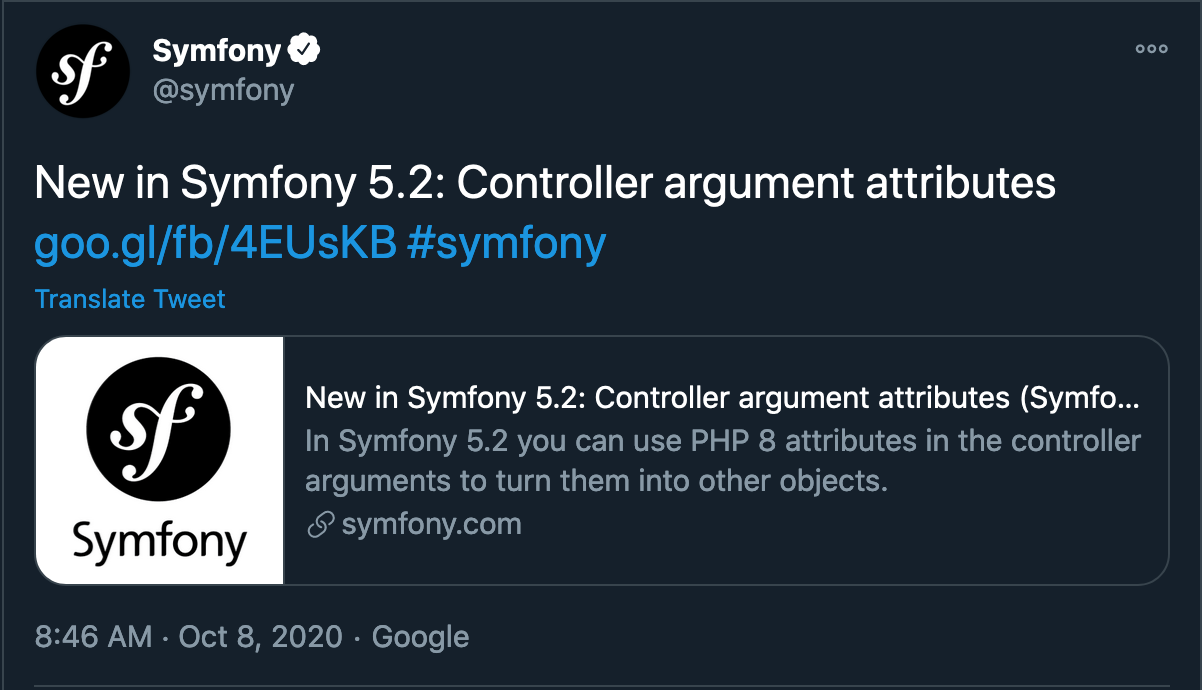 Symfony
@symfony
New in Symfony 5.2: Controller argument attributes
goo.gl/fb/4EUsKB #symfony
Translate Tweet
sf
Symfony
New in Symfony 5.2: Controller argument attributes (Symfo...
In Symfony 5.2 you can use PHP 8 attributes in the controller
arguments to turn them into other objects.
symfony.com
8:46 AM · Oct 8, 2020 · Google